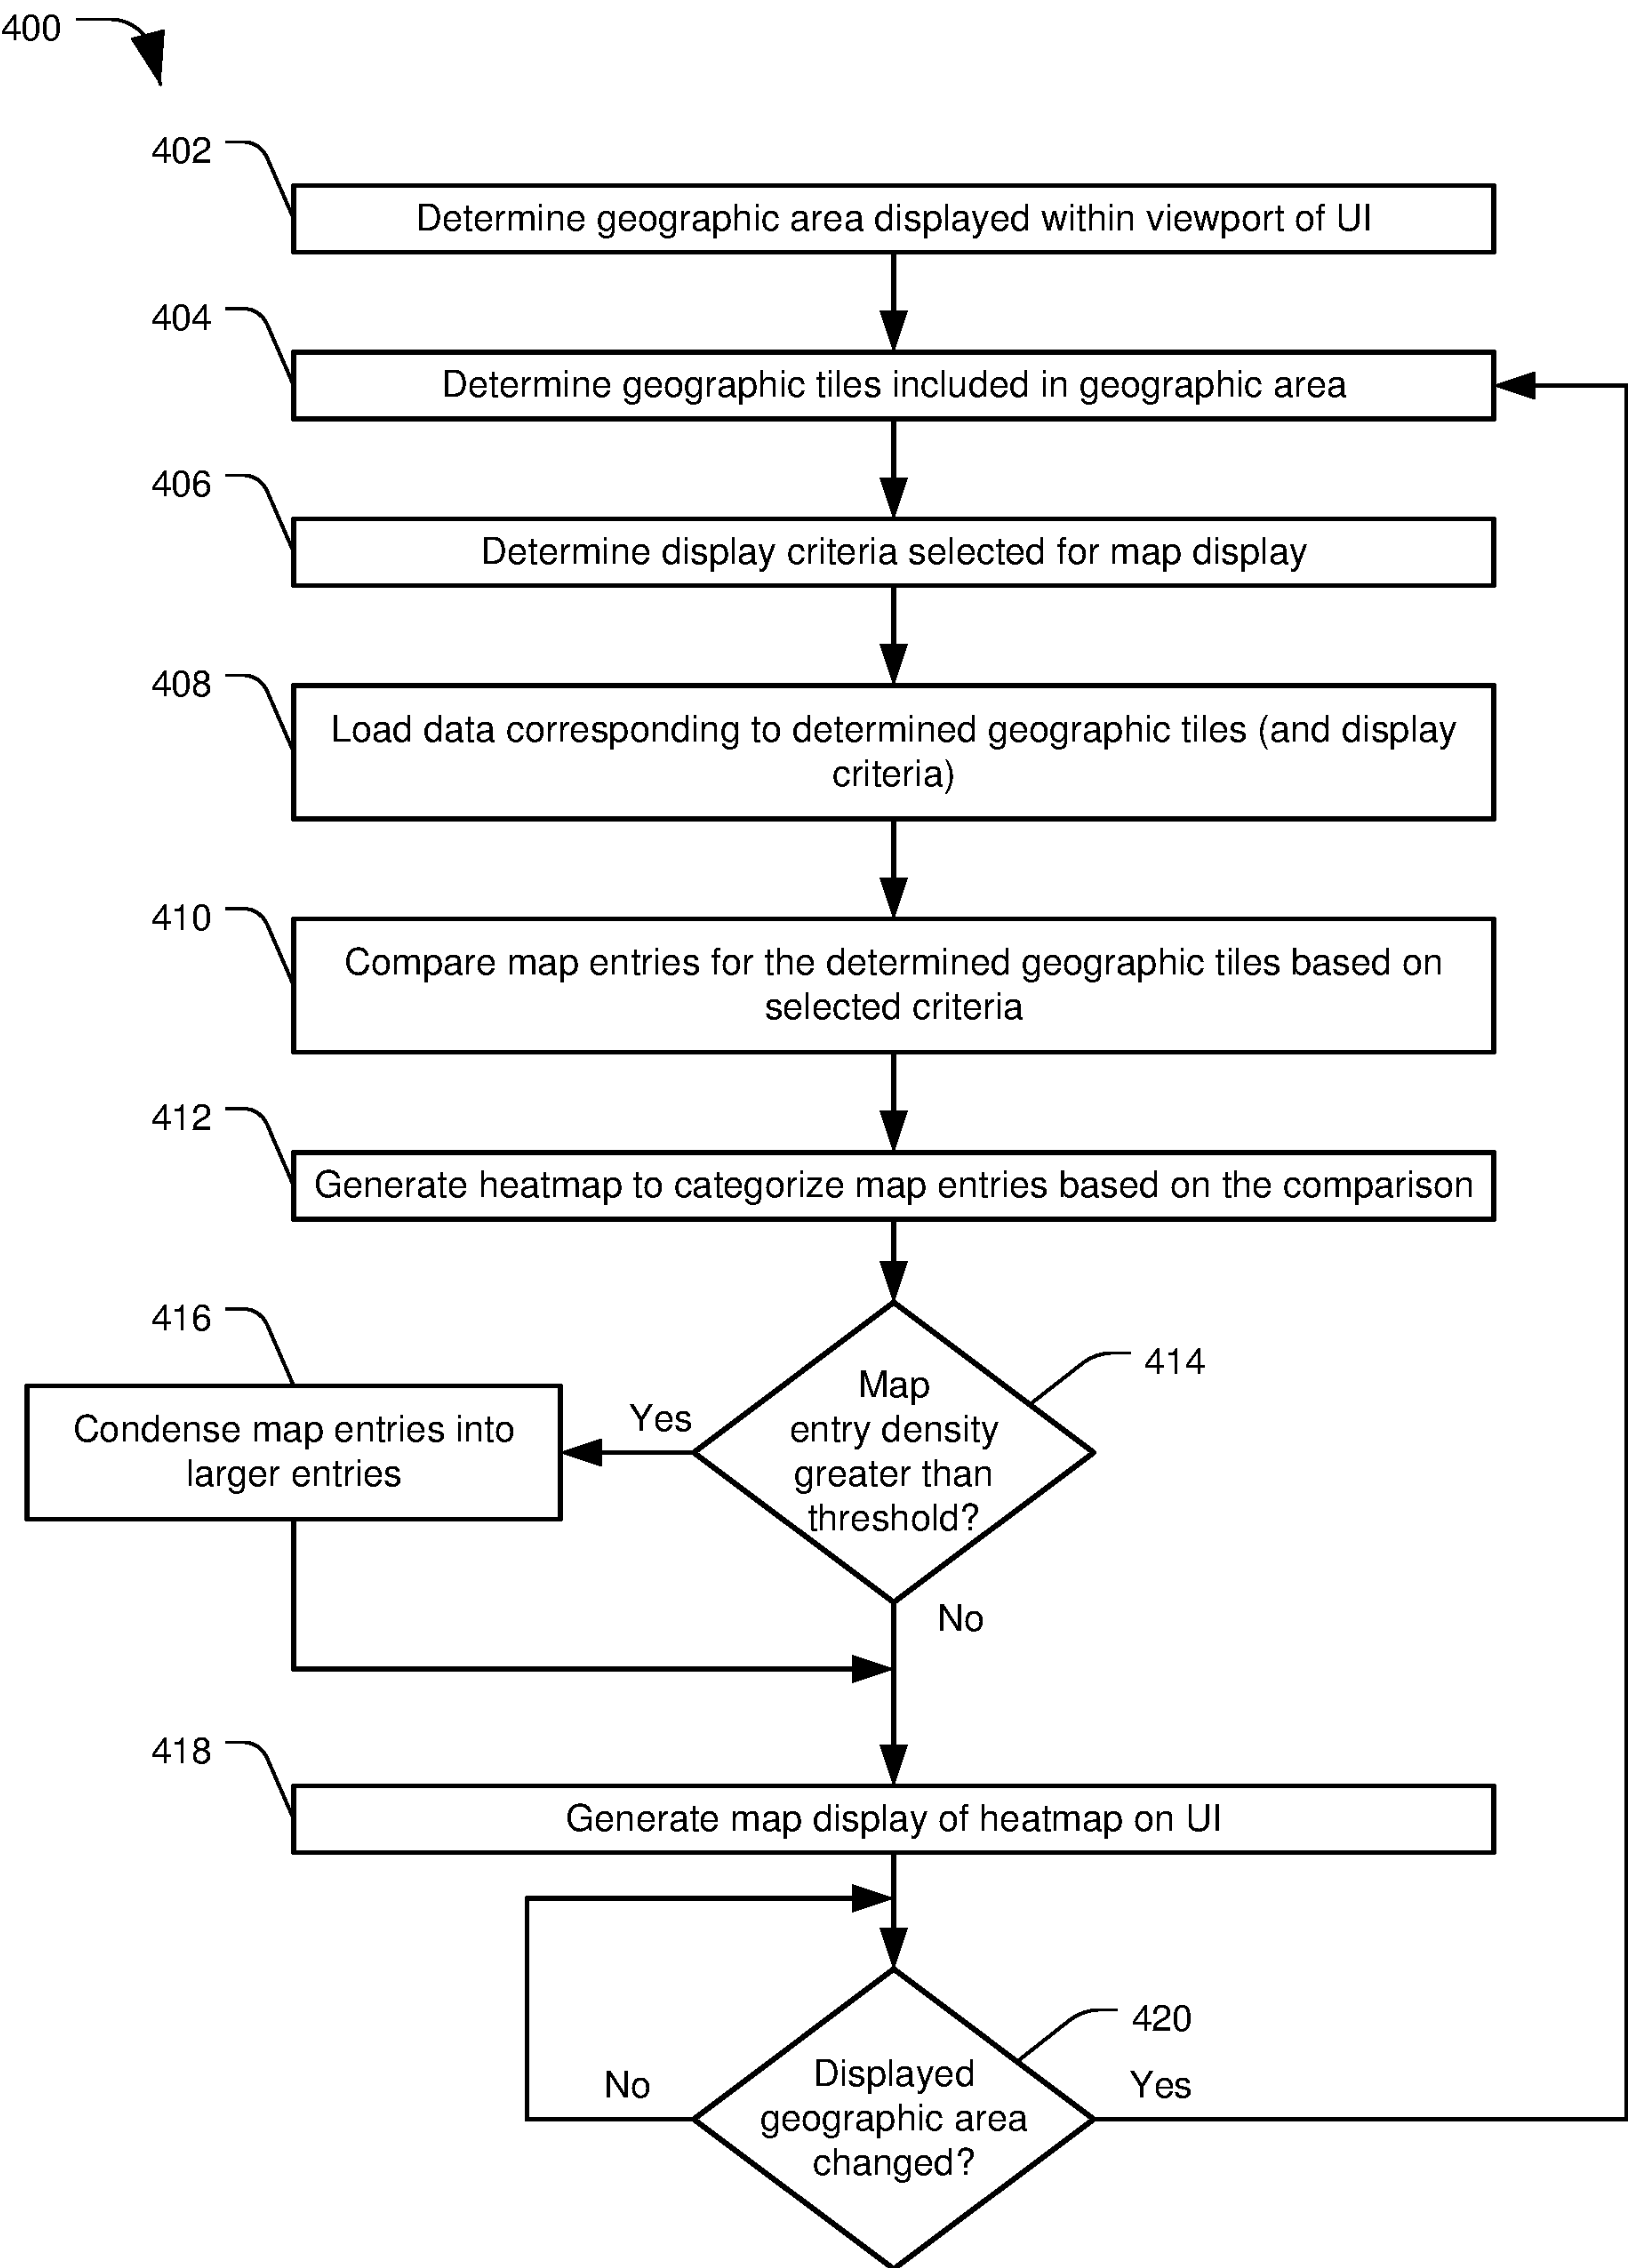 400
402
Determine geographic area displayed within viewport of UI
404
Determine geographic tiles included in geographic area
406
Determine display criteria selected for map display
408
Load data corresponding to determined geographic tiles (and display
criteria)
410
Compare map entries for the determined geographic tiles based on
selected criteria
412
Generate heatmap to categorize map entries based on the comparison
416
414
Map
entry density
greater than
threshold?
Yes
Condense map entries into
larger entries
No
418
Generate map display of heatmap on UI
420
Displayed
geographic area
changed?
No
Yes